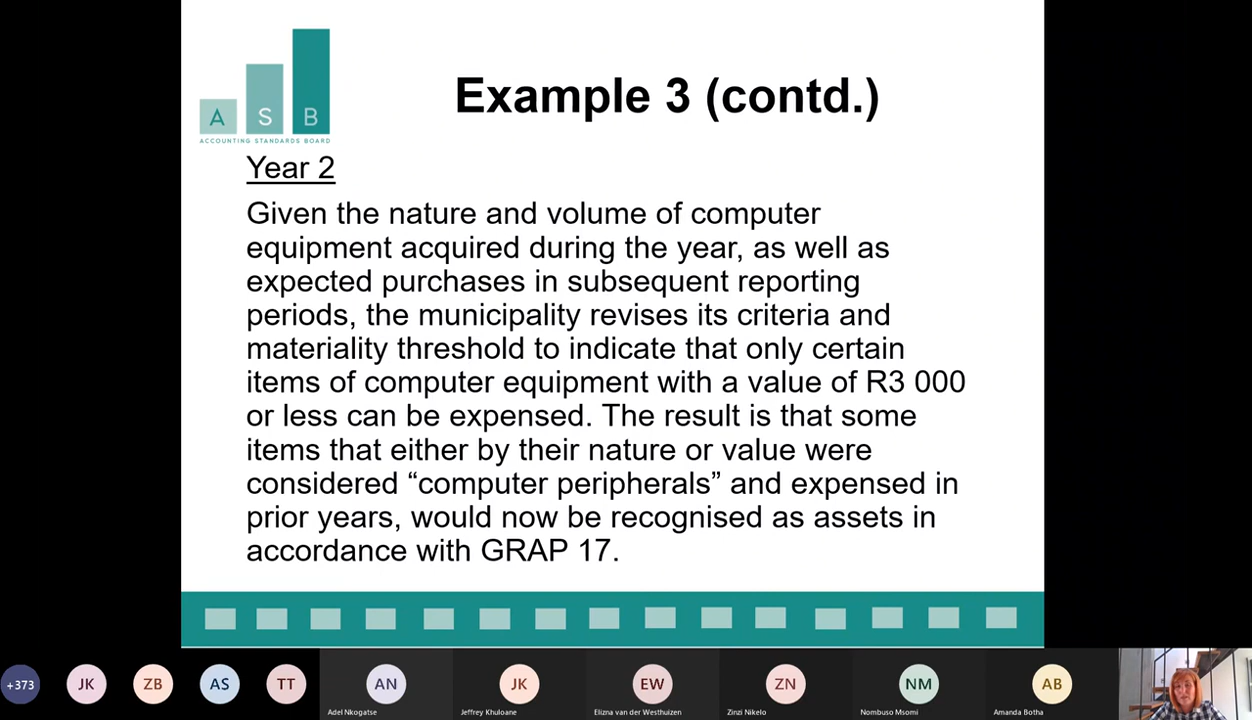 A S B
ACCOUNTING STANDARDS BOARD
Example 3 (contd.)
Year 2
Given the nature and volume of computer
equipment acquired during the year, as well as
expected purchases in subsequent reporting
periods, the municipality revises its criteria and
materiality threshold to indicate that only certain
items of computer equipment with a value of R3 000
or less can be expensed. The result is that some
items that either by their nature or value were
considered “computer peripherals” and expensed in
prior years, would now be recognised as assets in
accordance with GRAP 17.
+373 JK ZB AS TT AN JK EW ZN NM AB
Adel Nkogatse Jeffrey Khuloane Elizna van der Westhuizen Zinzi Nikelo Nombuso Msomi Amanda Botha